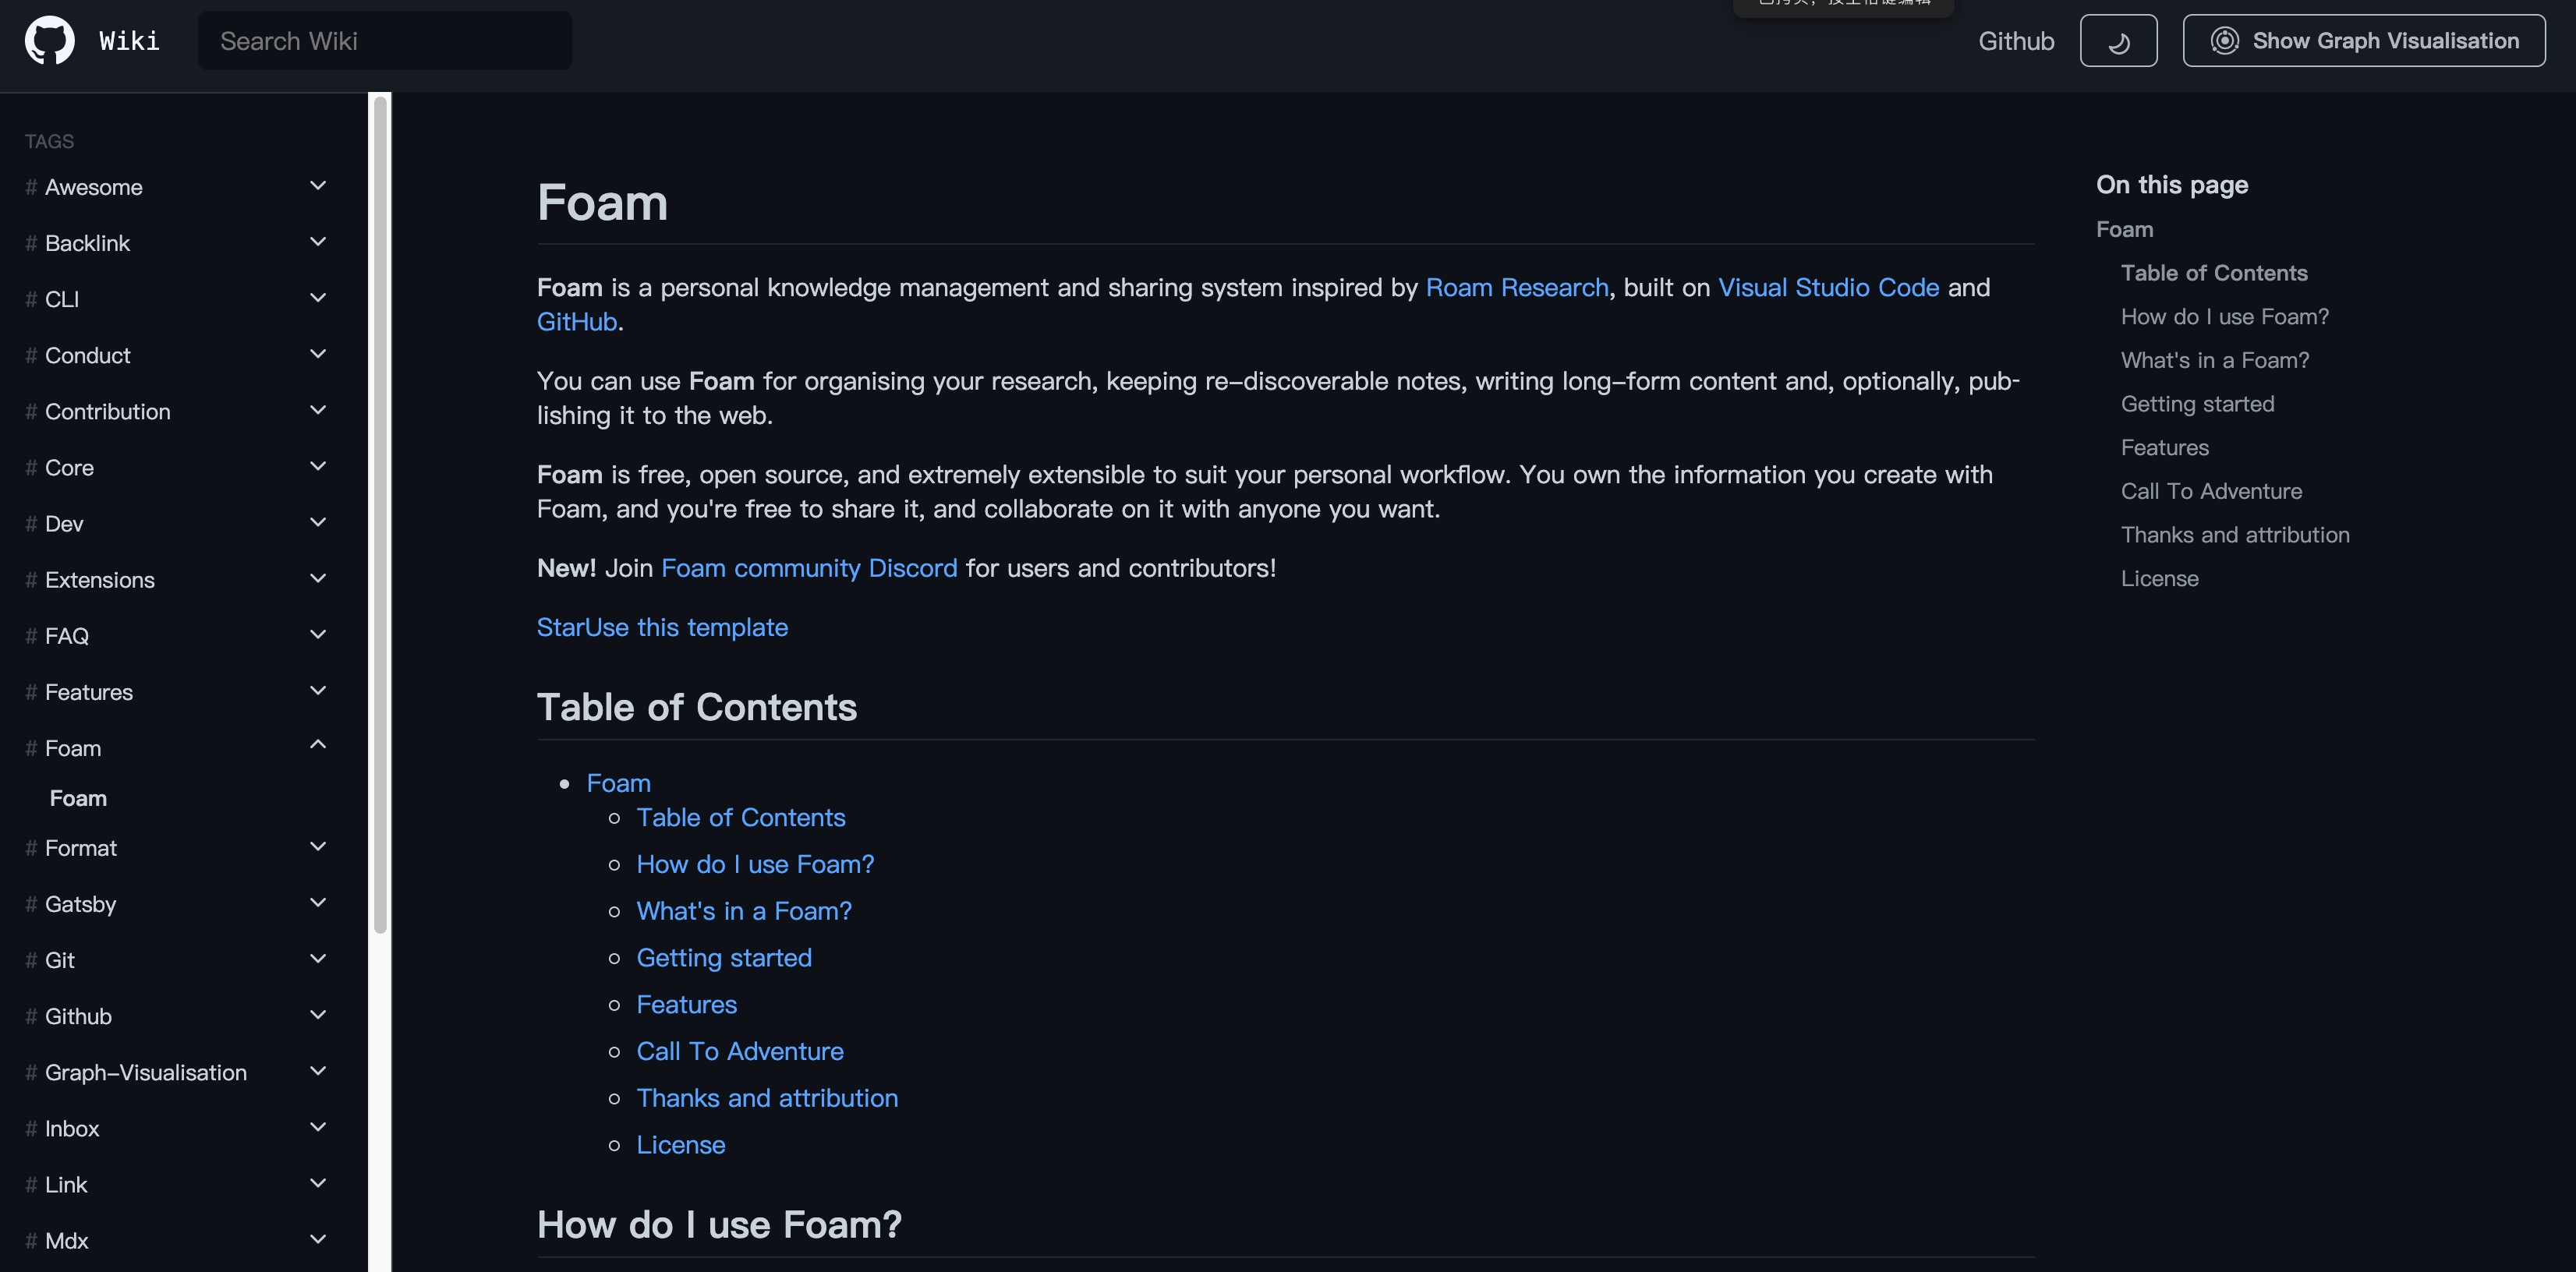 Wiki
Search Wiki
Github
Show Graph Visualisation
TAGS
# Awesome
# Backlink
# CLI
# Conduct
# Contribution
# Core
# Dev
# Extensions
# FAQ
# Features
# Foam
Foam
# Format
# Gatsby
# Git
# Github
# Graph-Visualisation
# Inbox
# Link
# Mdx
Foam
Foam is a personal knowledge management and sharing system inspired by Roam Research, built on Visual Studio Code and
GitHub.
You can use Foam for organising your research, keeping re-discoverable notes, writing long-form content and, optionally, pub-
lishing it to the web.
Foam is free, open source, and extremely extensible to suit your personal workflow. You own the information you create with
Foam, and you're free to share it, and collaborate on it with anyone you want.
New! Join Foam community Discord for users and contributors!
StarUse this template
Table of Contents
Foam
Table of Contents
How do I use Foam?
What's in a Foam?
Getting started
Features
Call To Adventure
Thanks and attribution
License
How do I use Foam?
On this page
Foam
Table of Contents
How do I use Foam?
What's in a Foam?
Getting started
Features
Call To Adventure
Thanks and attribution
License